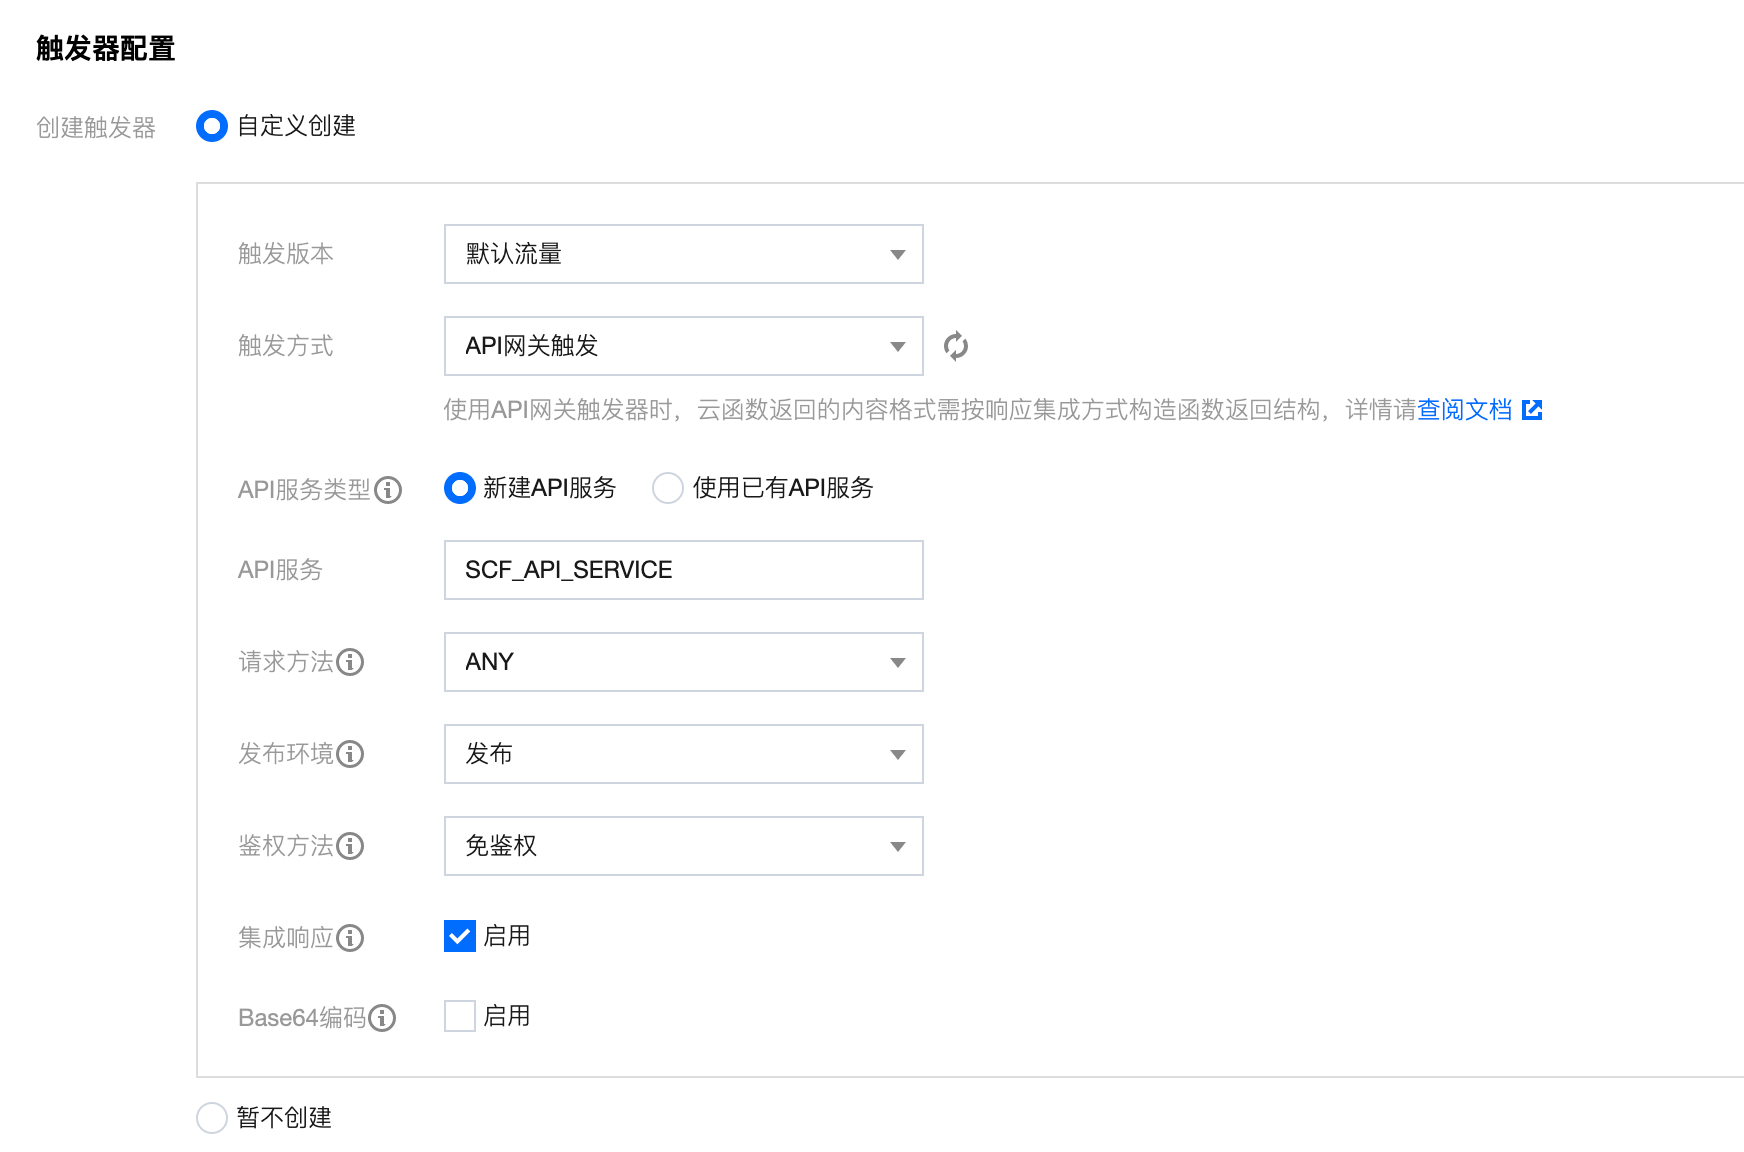 触发器配置
创建触发器 自定义创建
触发版本 默认流量
触发方式 API网关触发
使用API网关触发器时，云函数返回的内容格式需按响应集成方式构造函数返回结构，详情请查阅文档
API服务类型 新建API服务 使用已有API服务
API服务 SCF_API_SERVICE
请求方法 ANY
发布环境 发布
鉴权方法 免鉴权
集成响应 启用
Base64编码 启用
暂不创建